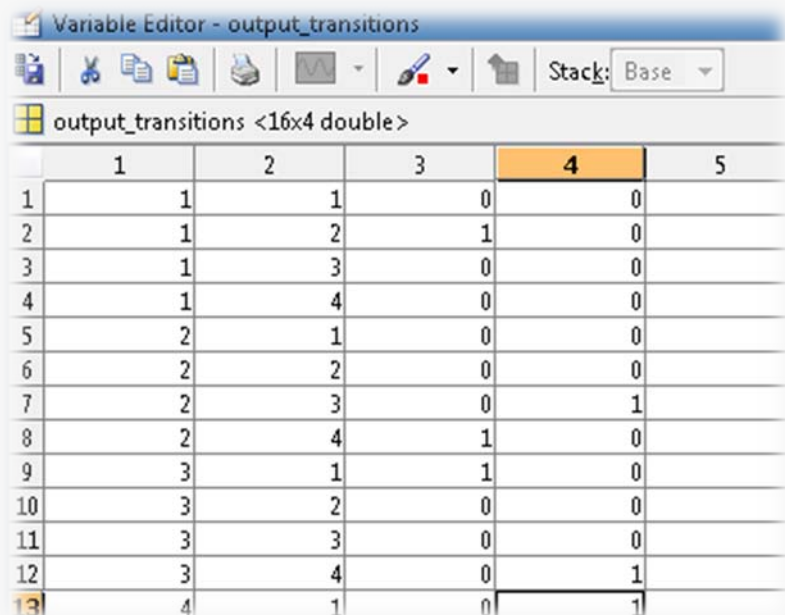 Variable Editor - output_transitions
Stack: Base
output_transitions <16x4 double>
1 2 3 4 5
1 1 1 0 0
2 1 2 1 0
3 1 3 0 0
4 1 4 0 0
5 2 1 0 0
6 2 2 0 0
7 2 3 0 1
8 2 4 1 0
9 3 1 1 0
10 3 2 0 0
11 3 3 0 0
12 3 4 0 1
13 4 1 0 1